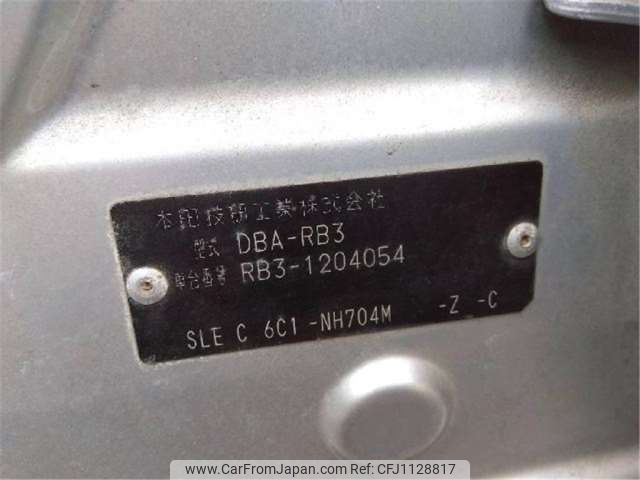 本田技研工業株式会社
型式 DBA-RB3
車台番号 RB3-1204054
SLE C 6C1 -NH704M -Z -C
www.CarFromJapan.com | REF NO: CFJ1128817